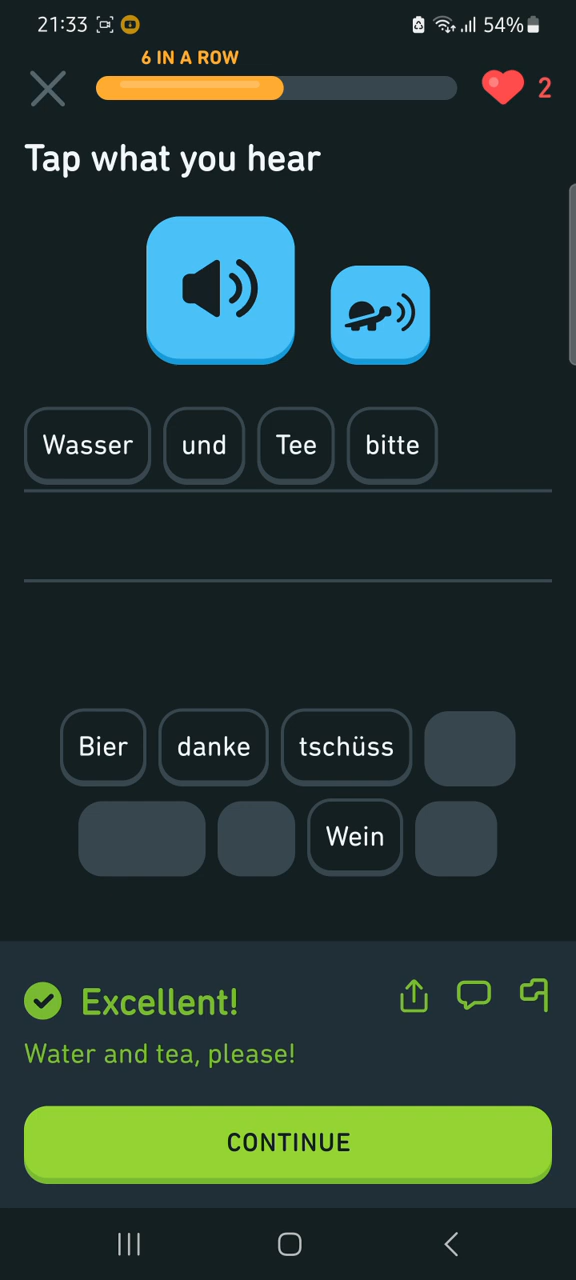 21:33 54%
6 IN A ROW
2
Tap what you hear
Wasser und Tee bitte
Bier danke tschüss
Wein
Excellent!
Water and tea, please!
CONTINUE